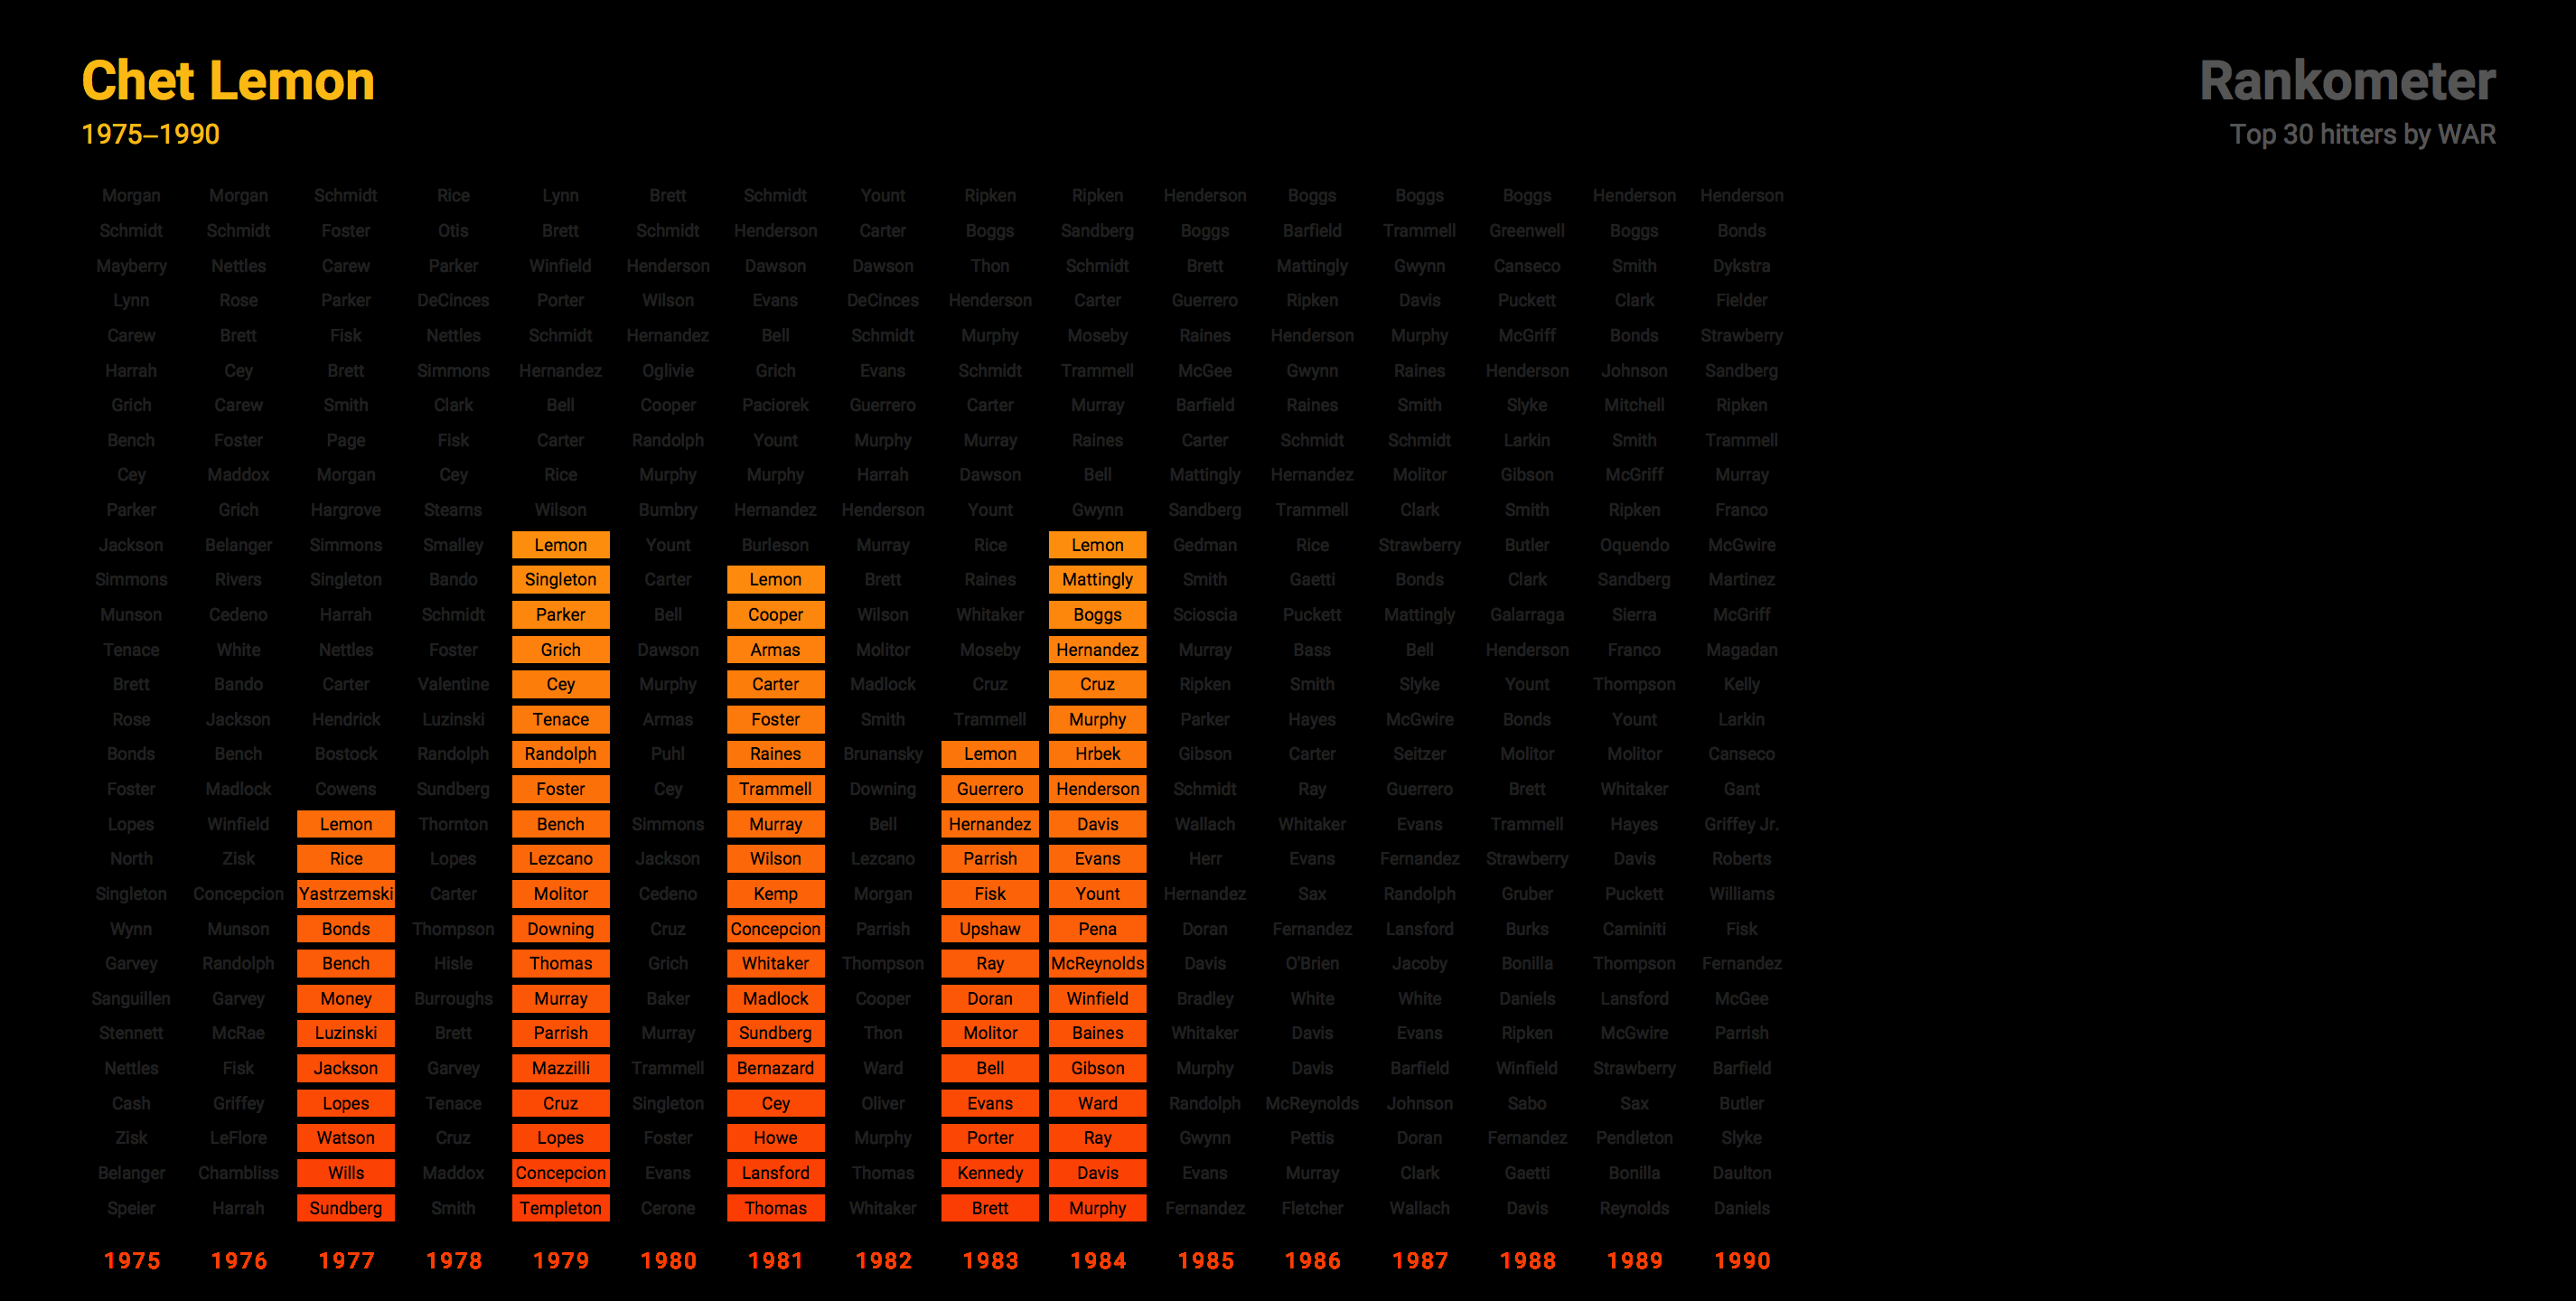 Chet Lemon
1975–1990
Rankometer
Top 30 hitters by WAR
Morgan Morgan Schmidt Rice Lynn Brett Schmidt Yount Ripken Ripken Henderson Boggs Boggs Boggs Henderson Henderson
Schmidt Schmidt Foster Otis Brett Schmidt Henderson Carter Boggs Sandberg Boggs Barfield Trammell Greenwell Boggs Bonds
Mayberry Nettles Carew Parker Winfield Henderson Dawson Dawson Thon Schmidt Brett Mattingly Gwynn Canseco Smith Dykstra
Lynn Rose Parker DeCinces Porter Wilson Evans DeCinces Henderson Carter Guerrero Ripken Davis Puckett Clark Fielder
Carew Brett Fisk Nettles Schmidt Hernandez Bell Schmidt Murphy Moseby Raines Henderson Murphy McGriff Bonds Strawberry
Harrah Cey Brett Simmons Hernandez Oglivie Grich Evans Schmidt Trammell McGee Gwynn Raines Henderson Johnson Sandberg
Grich Carew Smith Clark Bell Cooper Paciorek Guerrero Carter Murray Barfield Raines Smith Slyke Mitchell Ripken
Bench Foster Page Fisk Carter Randolph Yount Murphy Murray Raines Carter Schmidt Schmidt Larkin Smith Trammell
Cey Maddox Morgan Cey Rice Murphy Murphy Harrah Dawson Bell Mattingly Hernandez Molitor Gibson McGriff Murray
Parker Grich Hargrove Stearns Wilson Bumbry Hernandez Henderson Yount Gwynn Sandberg Trammell Clark Smith Ripken Franco
Jackson Belanger Simmons Smalley Lemon Yount Burleson Murray Rice Lemon Gedman Rice Strawberry Butler Oquendo McGwire
Simmons Rivers Singleton Bando Singleton Carter Lemon Brett Raines Mattingly Smith Gaetti Bonds Clark Sandberg Martinez
Munson Cedeno Harrah Schmidt Parker Bell Cooper Wilson Whitaker Boggs Scioscia Puckett Mattingly Galarraga Sierra McGriff
Tenace White Nettles Foster Grich Dawson Armas Molitor Moseby Hernandez Murray Bass Bell Henderson Franco Magadan
Brett Bando Carter Valentine Cey Murphy Carter Madlock Cruz Cruz Ripken Smith Slyke Yount Thompson Kelly
Rose Jackson Hendrick Luzinski Tenace Armas Foster Smith Trammell Murphy Parker Hayes McGwire Bonds Yount Larkin
Bonds Bench Bostock Randolph Randolph Puhl Raines Brunansky Lemon Hrbek Gibson Carter Seitzer Molitor Molitor Canseco
Foster Madlock Cowens Sundberg Foster Cey Trammell Downing Guerrero Henderson Schmidt Ray Guerrero Brett Whitaker Gant
Lopes Winfield Lemon Thornton Bench Simmons Murray Bell Hernandez Davis Wallach Whitaker Evans Trammell Hayes Griffey Jr.
North Zisk Rice Lopes Lezcano Jackson Wilson Lezcano Parrish Evans Herr Evans Fernandez Strawberry Davis Roberts
Singleton Concepcion Yastrzemski Carter Molitor Cedeno Kemp Morgan Fisk Yount Hernandez Sax Randolph Gruber Puckett Williams
Wynn Munson Bonds Thompson Downing Cruz Concepcion Parrish Upshaw Pena Doran Fernandez Lansford Burks Caminiti Fisk
Garvey Randolph Bench Hisle Thomas Grich Whitaker Thompson Ray McReynolds Davis O'Brien Jacoby Bonilla Thompson Fernandez
Sanguillen Garvey Money Burroughs Murray Baker Madlock Cooper Doran Winfield Bradley White White Daniels Lansford McGee
Stennett McRae Luzinski Brett Parrish Murray Sundberg Thon Molitor Baines Whitaker Davis Evans Ripken McGwire Parrish
Nettles Fisk Jackson Garvey Mazzilli Trammell Bernazard Ward Bell Gibson Murphy Davis Barfield Winfield Strawberry Barfield
Cash Griffey Lopes Tenace Cruz Singleton Cey Oliver Evans Ward Randolph McReynolds Johnson Sabo Sax Butler
Zisk LeFlore Watson Cruz Lopes Foster Howe Murphy Porter Ray Gwynn Pettis Doran Fernandez Pendleton Slyke
Belanger Chambliss Wills Maddox Concepcion Evans Lansford Thomas Kennedy Davis Evans Murray Clark Gaetti Bonilla Daulton
Speier Harrah Sundberg Smith Templeton Cerone Thomas Whitaker Brett Murphy Fernandez Fletcher Wallach Davis Reynolds Daniels
1975 1976 1977 1978 1979 1980 1981 1982 1983 1984 1985 1986 1987 1988 1989 1990